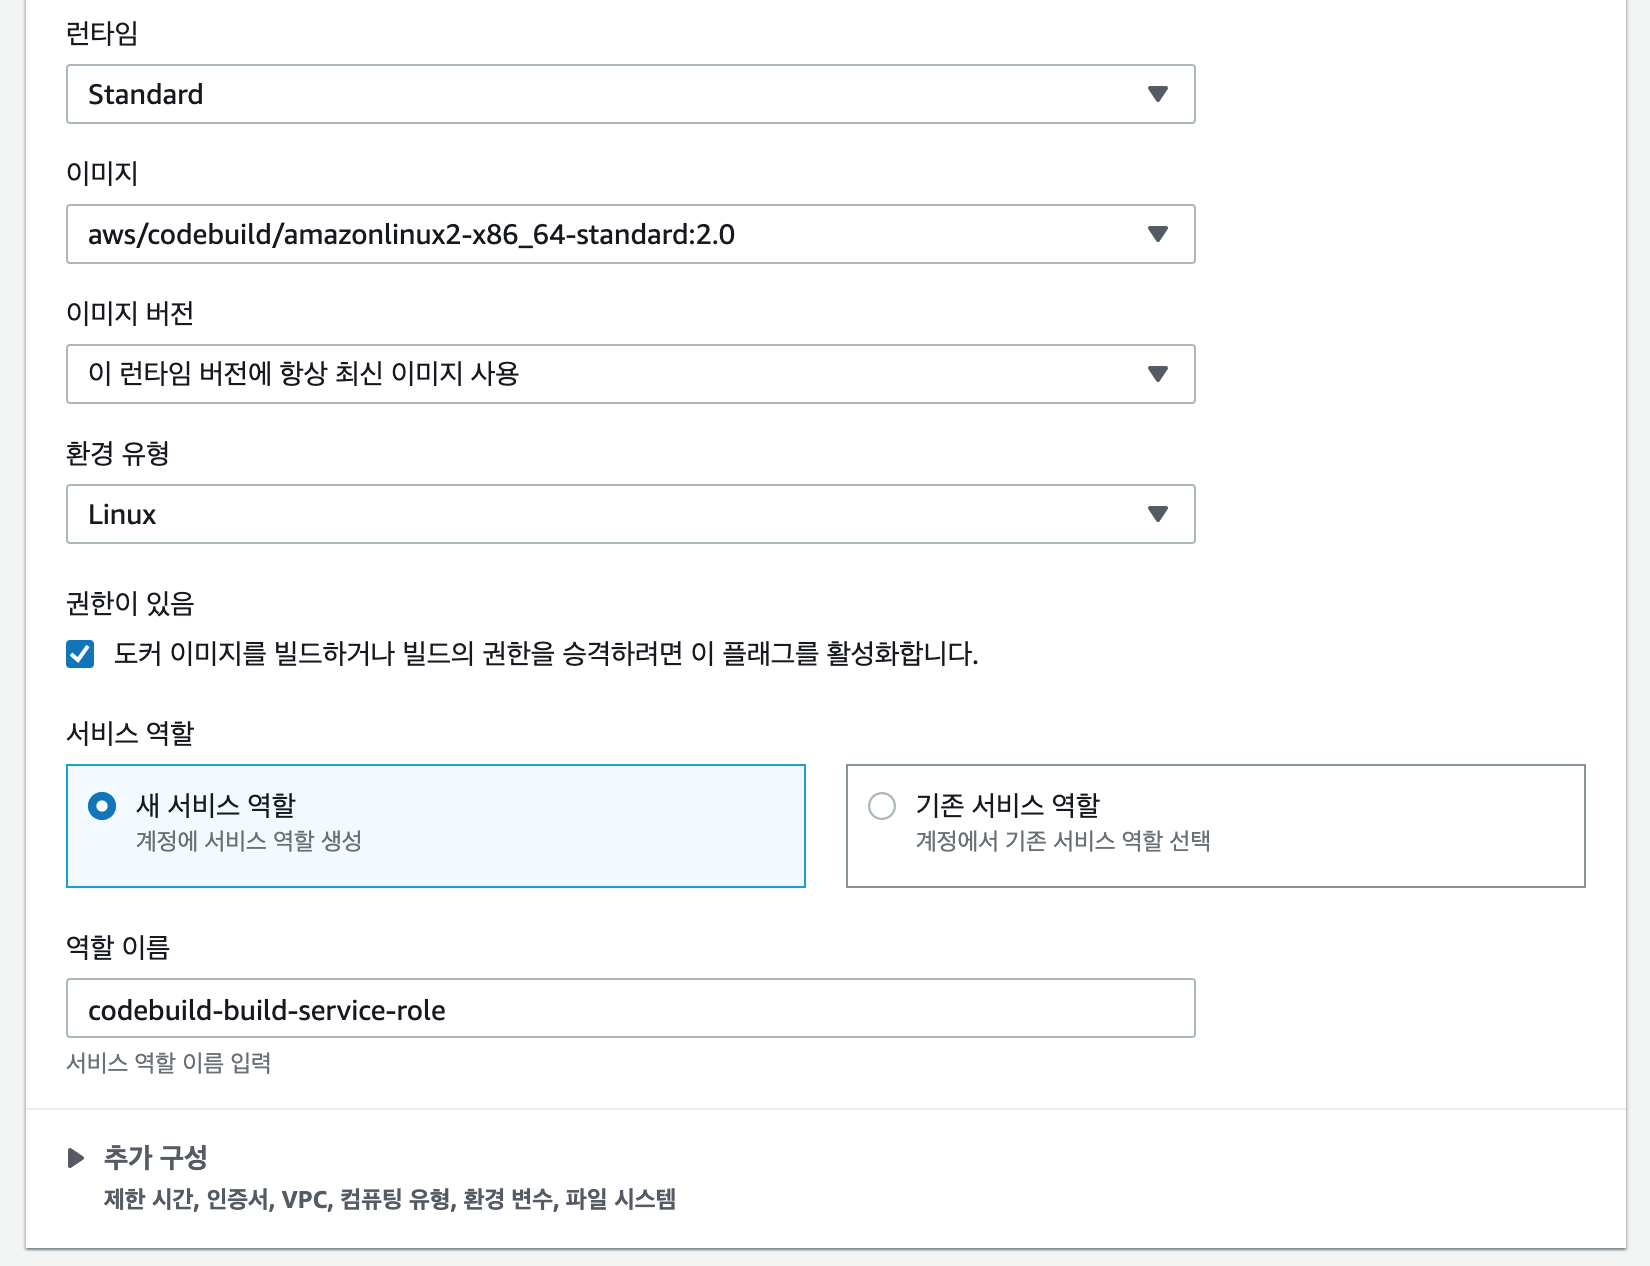 런타임
Standard
이미지
aws/codebuild/amazonlinux2-x86_64-standard:2.0
이미지 버전
이 런타임 버전에 항상 최신 이미지 사용
환경 유형
Linux
권한이 있음
도커 이미지를 빌드하거나 빌드의 권한을 승격하려면 이 플래그를 활성화합니다.
서비스 역할
새 서비스 역할
계정에 서비스 역할 생성
기존 서비스 역할
계정에서 기존 서비스 역할 선택
역할 이름
codebuild-build-service-role
서비스 역할 이름 입력
추가 구성
제한 시간, 인증서, VPC, 컴퓨팅 유형, 환경 변수, 파일 시스템